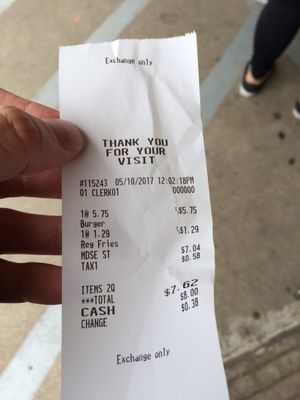 Exchange only
THANK YOU
FOR YOUR
VISIT
#115243 05/10/2017 12:02:18PM
01 CLERK01 000000
1@ 5.75 $5.75
Burger
1@ 1.29 $1.29
Reg Fries
MDSE ST $7.04
TAX1 $0.58
ITEMS 2Q
***TOTAL $7.62
CASH $8.00
CHANGE $0.38
Exchange only